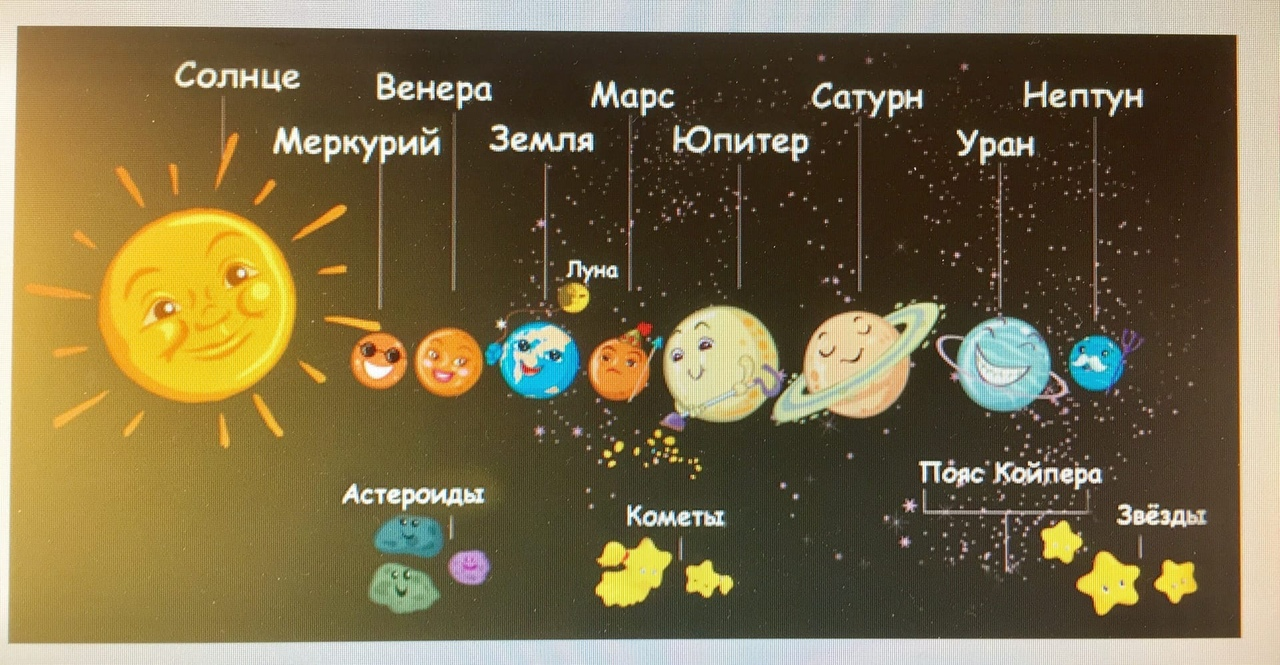 Солнце
Венера
Марс
Сатурн
Нептун
Меркурий
Земля
Юпитер
Уран
Луна
Пояс Койпера
Астероиды
Кометы
Звёзды